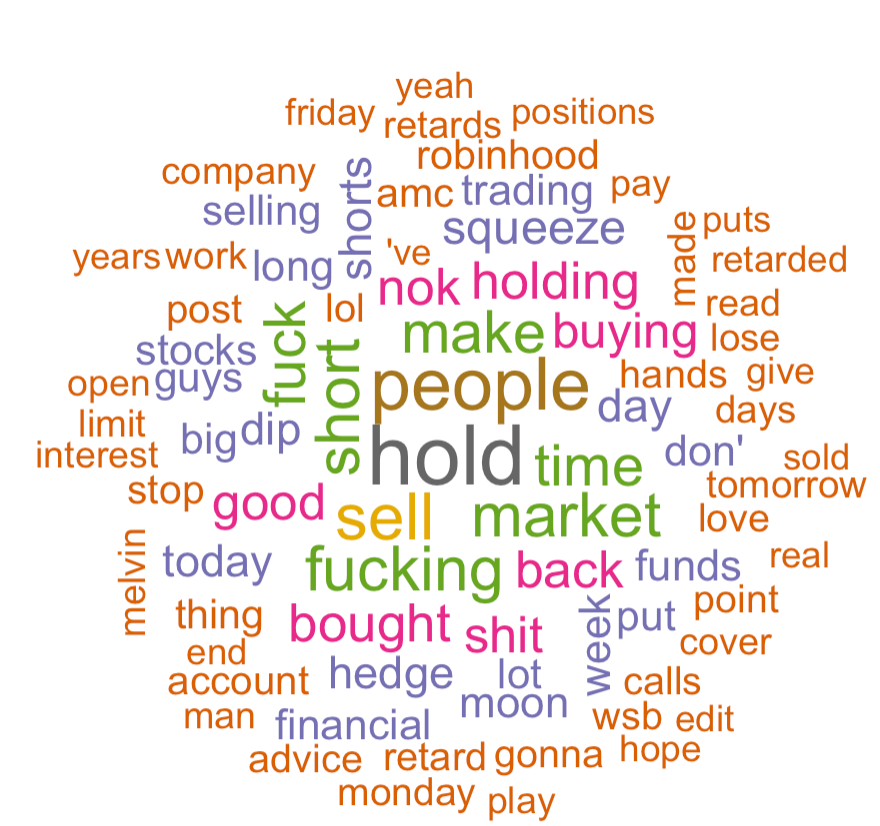 yeah
friday
retards
positions
robinhood
company
shorts
amc
trading
pay
selling
squeeze
made
puts
years
work
long
've
nok
holding
retarded
post
fuck
lol
make
buying
read
lose
stocks
short
people
hands
give
open
guys
day
days
limit
big
dip
hold
time
don'
sold
interest
stop
good
sell
market
tomorrow
love
melvin
today
fucking
back
funds
real
thing
bought
shit
week
put
point
end
cover
account
hedge
lot
moon
calls
man
financial
wsb
edit
advice
retard
gonna
hope
monday
play